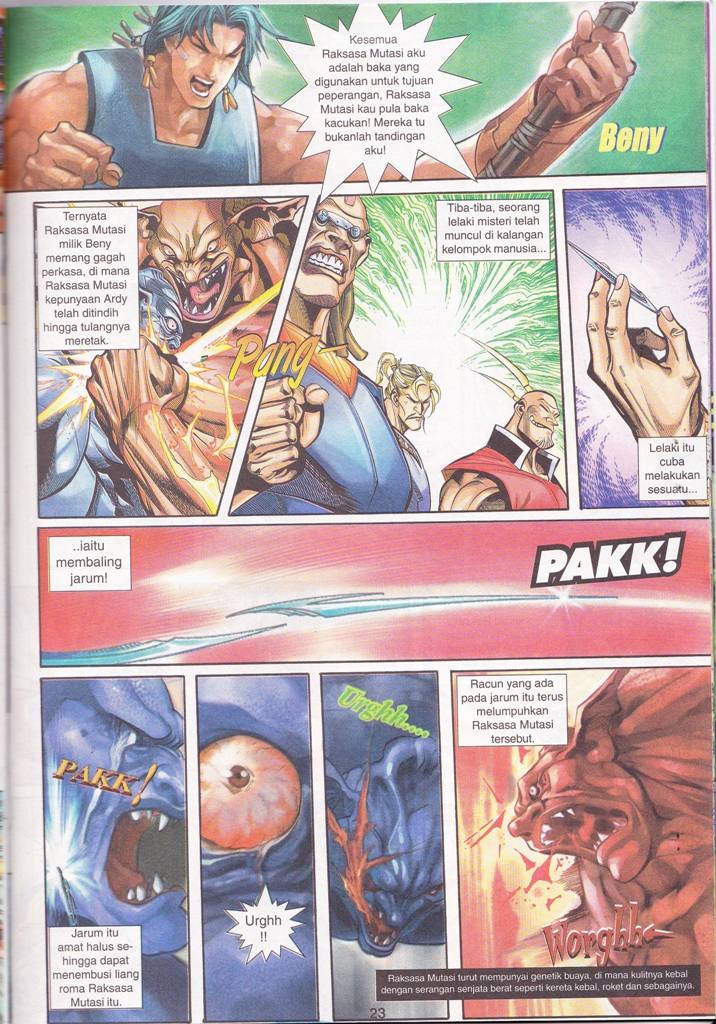 Kesemua
Raksasa Mutasi aku
adalah baka yang
digunakan untuk tujuan
peperangan, Raksasa
Mutasi kau pula baka
kacukan! Mereka tu
bukanlah tandingan
aku!
Beny
Ternyata
Raksasa Mutasi
milik Beny
memang gagah
perkasa, di mana
Raksasa Mutasi
kepunyaan Ardy
telah ditindih
hingga tulangnya
meretak.
Pang
Tiba-tiba, seorang
lelaki misteri telah
muncul di kalangan
kelompok manusia...
Lelaki itu
cuba
melakukan
sesuatu...
..iaitu
membaling
jarum!
PAKK!
PAKK!
Jarum itu
amat halus se-
hingga dapat
menembusi liang
roma Raksasa
Mutasi itu.
Urghh
!!
Urghh....
Racun yang ada
pada jarum itu terus
melumpuhkan
Raksasa Mutasi
tersebut.
Worghh
Raksasa Mutasi turut mempunyai genetik buaya, di mana kulitnya kebal
dengan serangan senjata berat seperti kereta kebal, roket dan sebagainya.
23